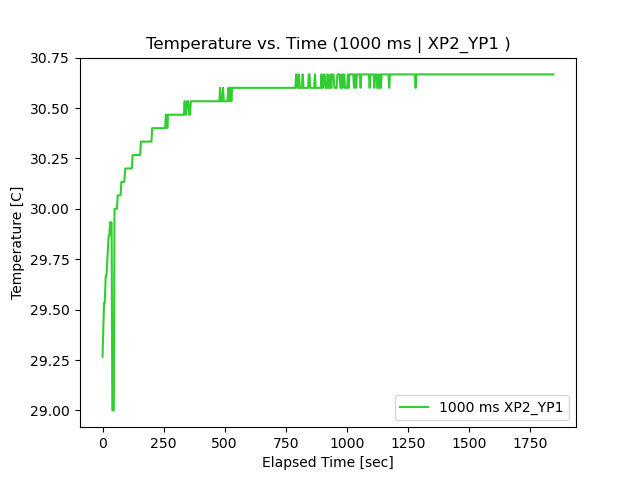 Temperature vs. Time (1000 ms | XP2_YP1 )
30.75
30.50
30.25
30.00
29.75
29.50
29.25
29.00
Temperature [C]
1000 ms XP2_YP1
0 250 500 750 1000 1250 1500 1750
Elapsed Time [sec]